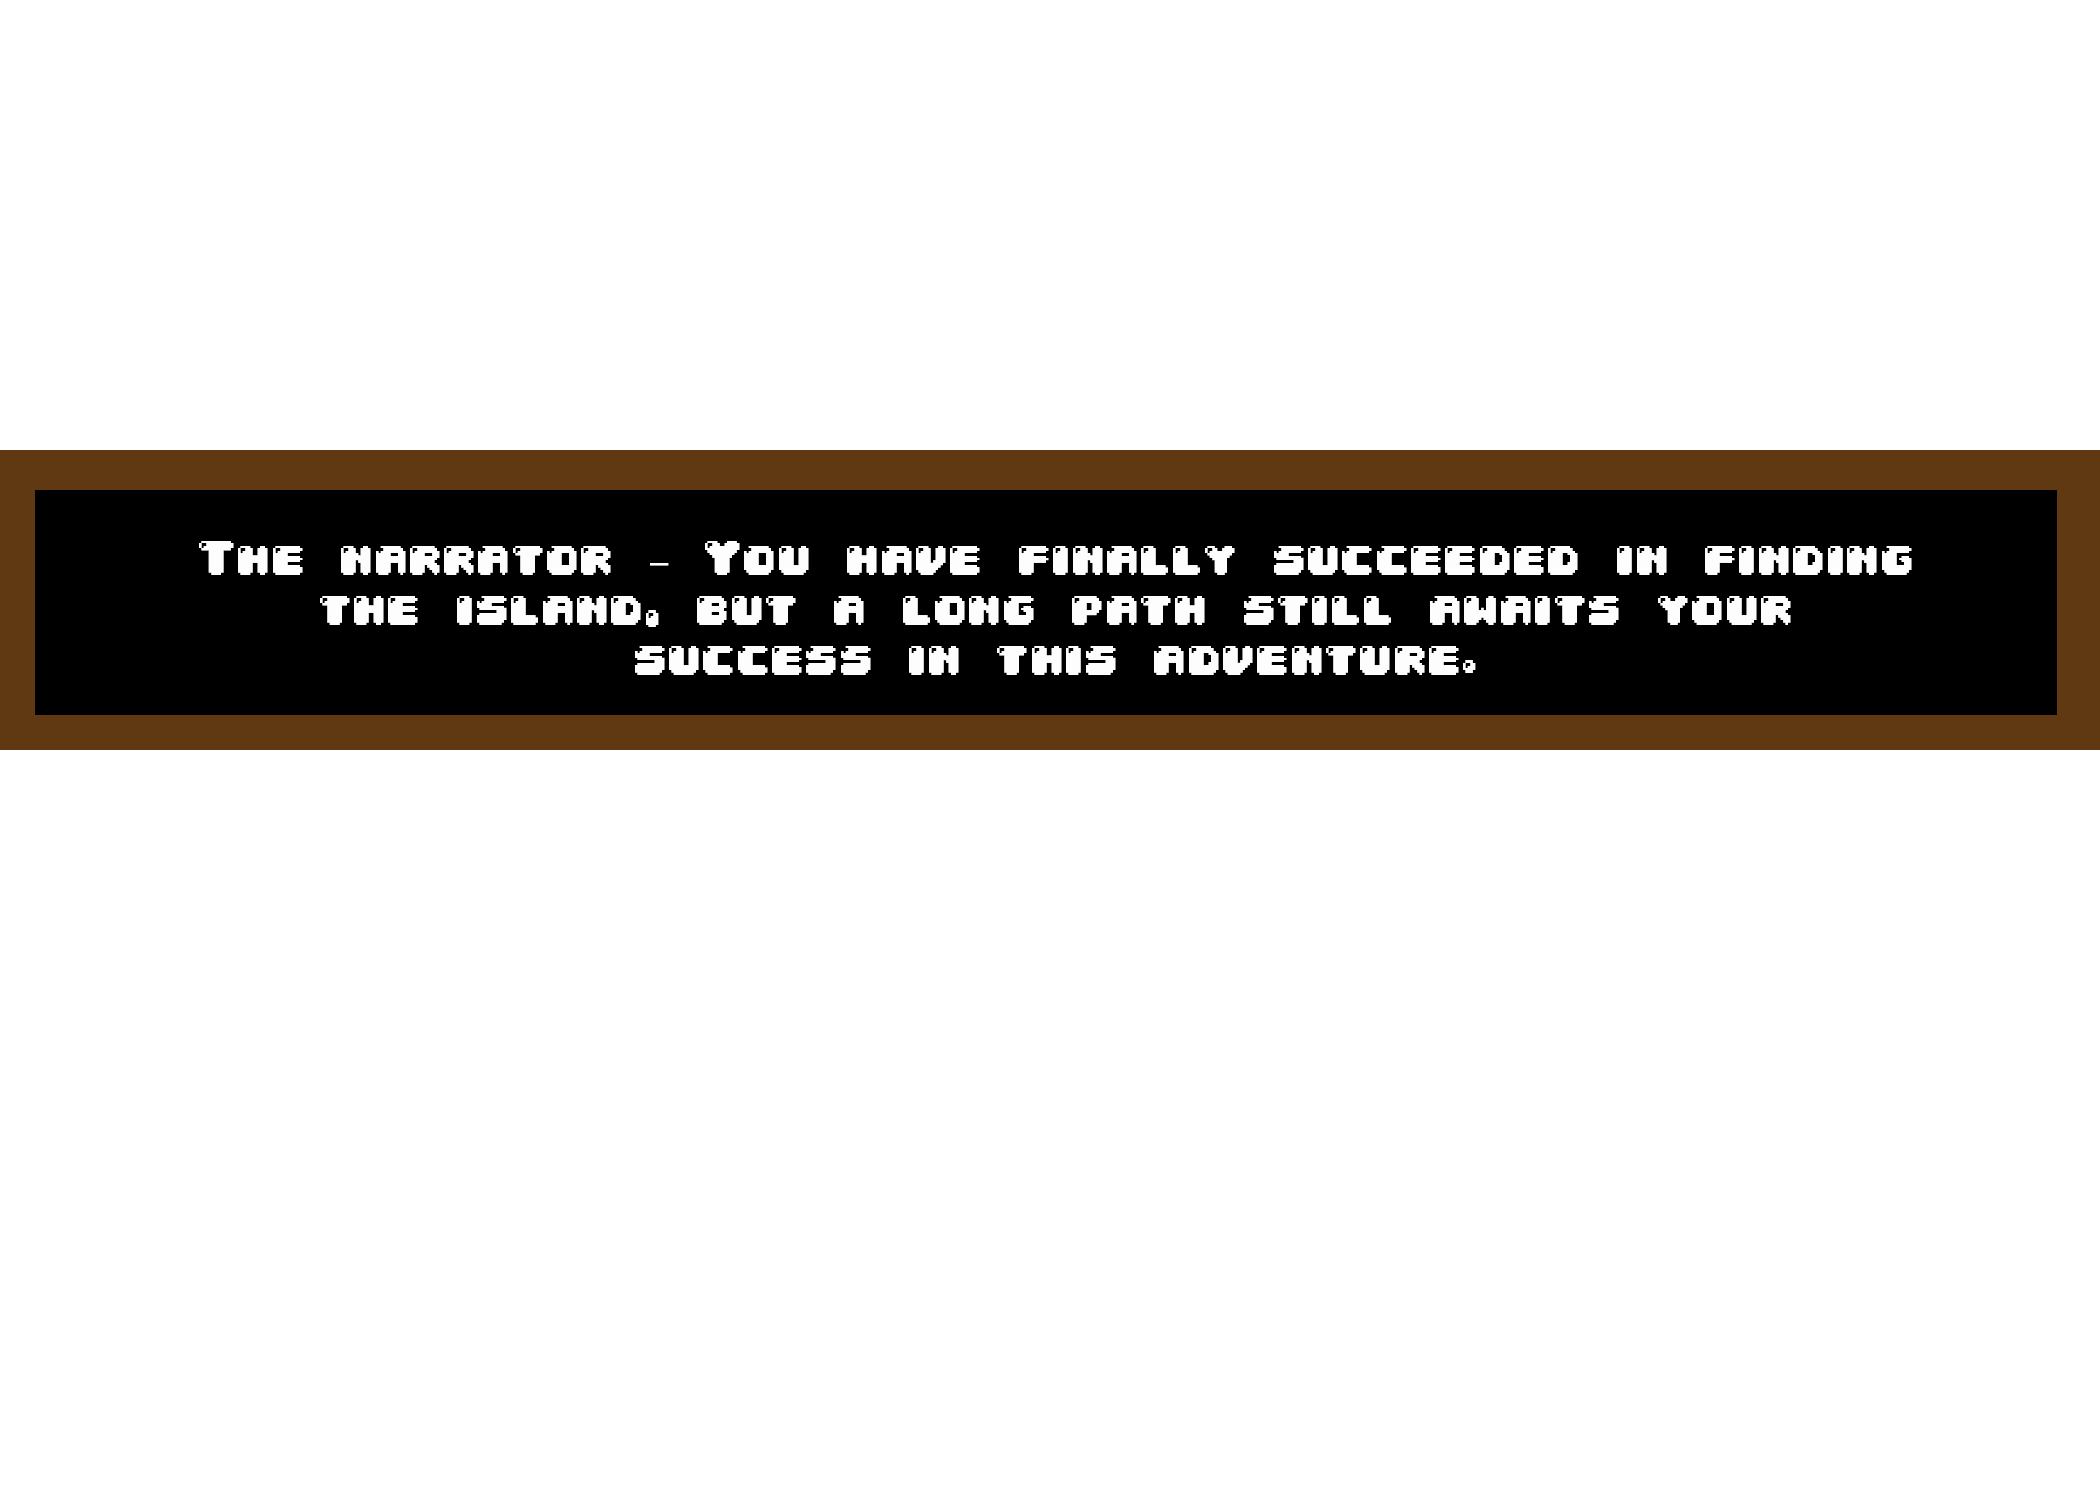 The narrator - You have finally succeeded in finding
the island, but a long path still awaits your
success in this adventure.